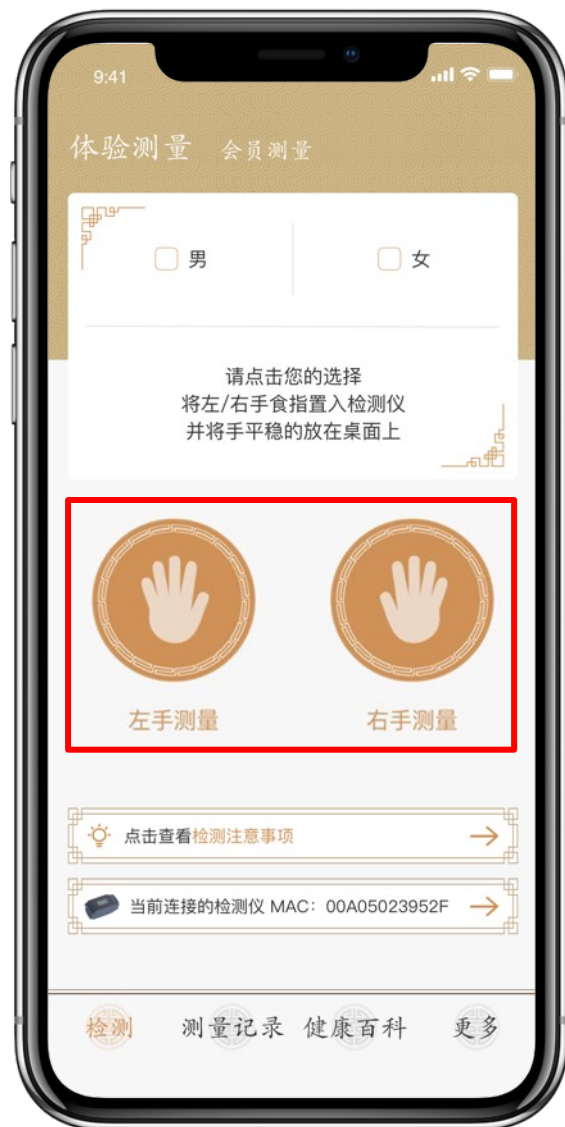 9:41
体验测量 会员测量
男 女
请点击您的选择
将左/右手食指置入检测仪
并将手平稳的放在桌面上
左手测量 右手测量
点击查看检测注意事项
当前连接的检测仪 MAC：00A05023952F
检测 测量记录 健康百科 更多